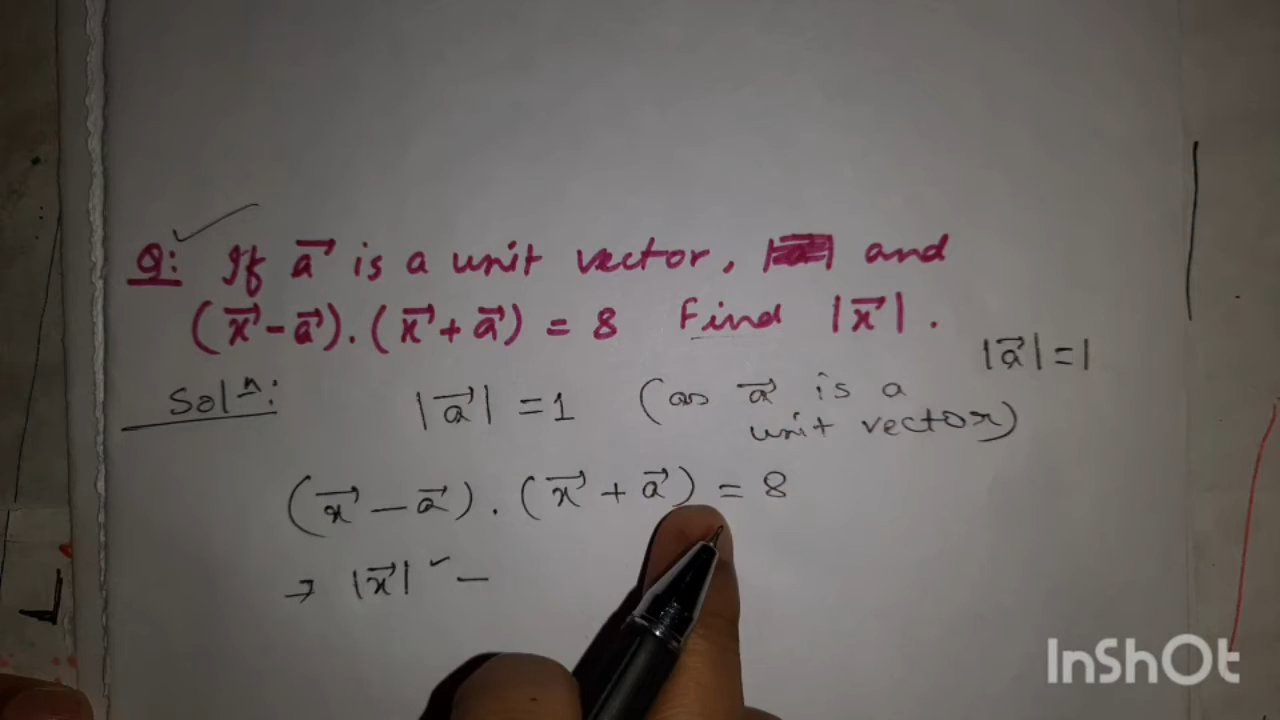 Q: If a⃗ is a unit vector, and
(x⃗ - a⃗).(x⃗ + a⃗) = 8 Find |x⃗|.
|a⃗| = 1
Solⁿ: |a⃗| = 1 (as a⃗ is a
unit vector)
(x⃗ - a⃗).(x⃗ + a⃗) = 8
→ |x⃗|² -
InShOt